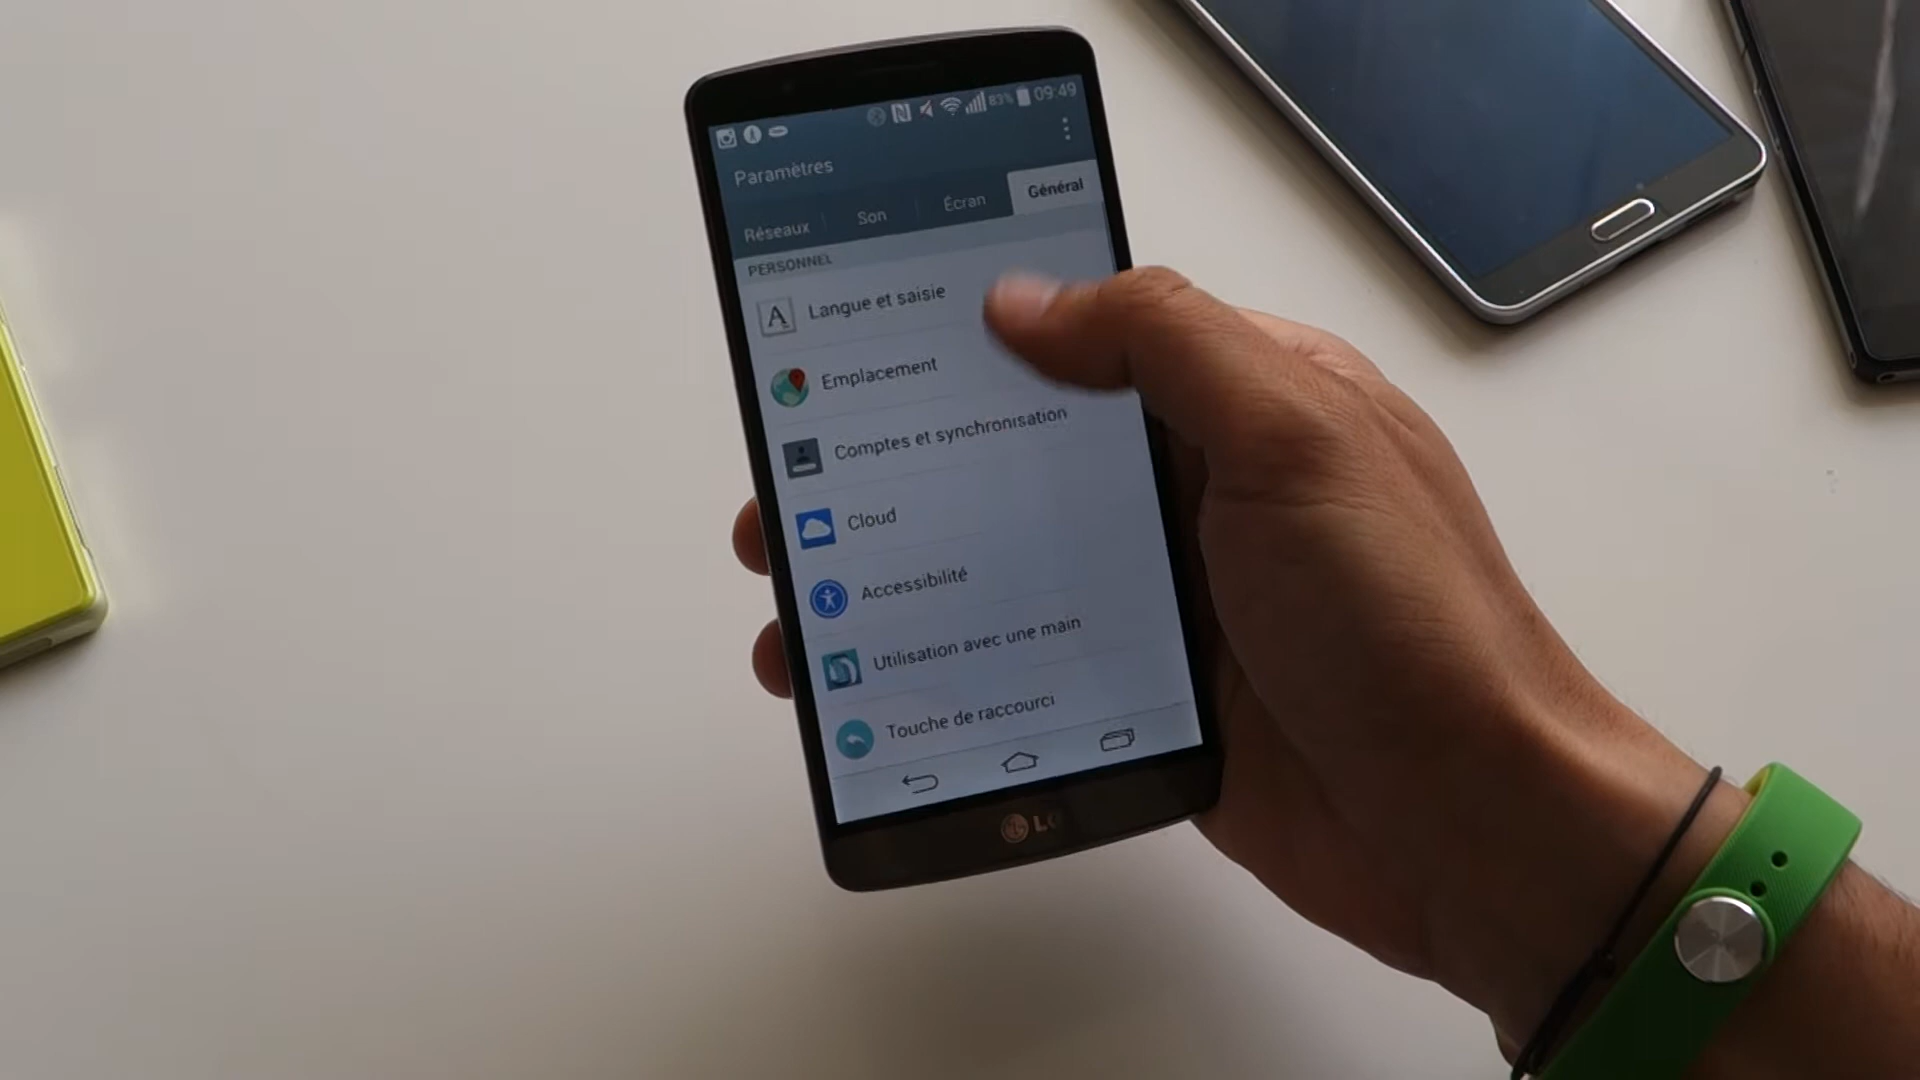 83% 09:49
Paramètres
Réseaux Son Écran Général
PERSONNEL
A Langue et saisie
Emplacement
Comptes et synchronisation
Cloud
Accessibilité
Utilisation avec une main
Touche de raccourci
LG